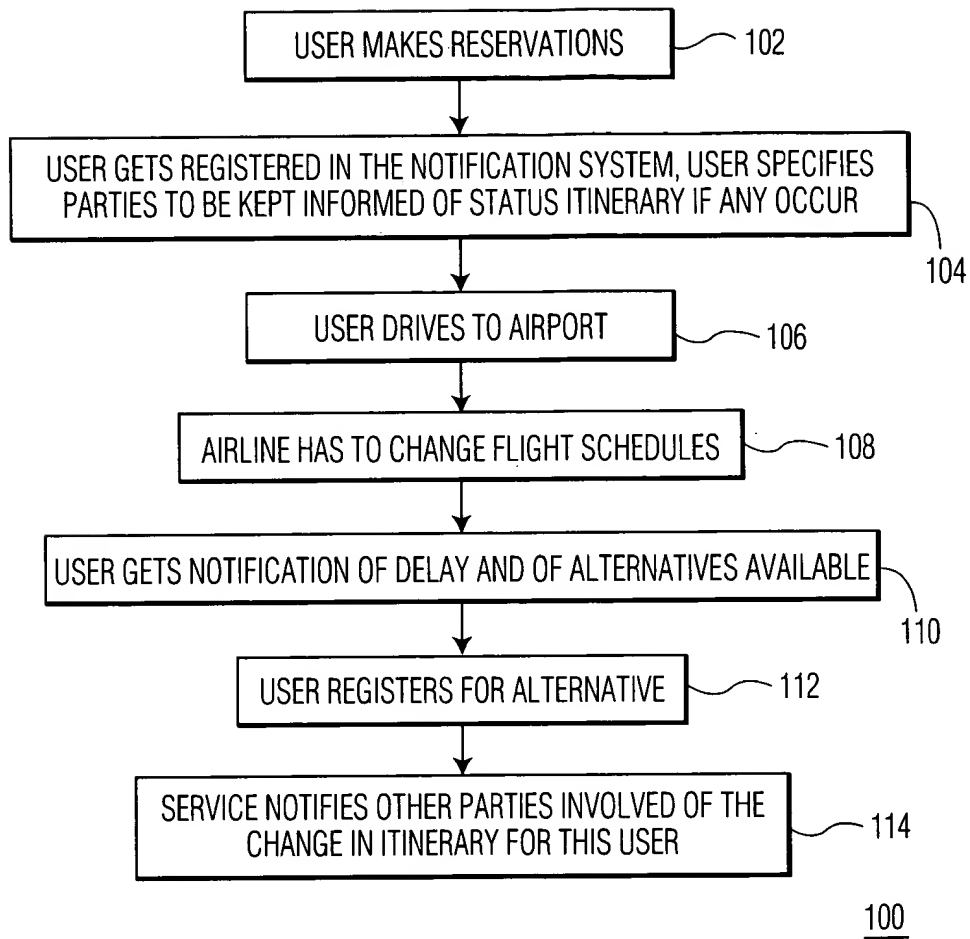 USER MAKES RESERVATIONS
102
USER GETS REGISTERED IN THE NOTIFICATION SYSTEM, USER SPECIFIES
PARTIES TO BE KEPT INFORMED OF STATUS ITINERARY IF ANY OCCUR
104
USER DRIVES TO AIRPORT
106
AIRLINE HAS TO CHANGE FLIGHT SCHEDULES
108
USER GETS NOTIFICATION OF DELAY AND OF ALTERNATIVES AVAILABLE
110
USER REGISTERS FOR ALTERNATIVE
112
SERVICE NOTIFIES OTHER PARTIES INVOLVED OF THE
CHANGE IN ITINERARY FOR THIS USER
114
100